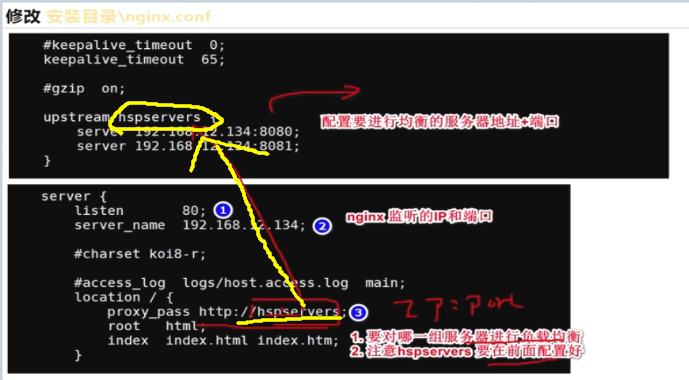 修改 安装目录\nginx.conf
#keepalive_timeout  0;
keepalive_timeout  65;
#gzip  on;
upstream hspservers {
server 192.168.12.134:8080;
server 192.168.12.134:8081;
}
配置要进行均衡的服务器地址+端口
server {
listen       80; 1
server_name  192.168.12.134; 2
nginx 监听的IP和端口
#charset koi8-r;
#access_log  logs/host.access.log  main;
location / {
proxy_pass http://hspservers; 3
root   html;
index  index.html index.htm;
}
1. 要对哪一组服务器进行负载均衡
2. 注意hspservers 要在前面配置好